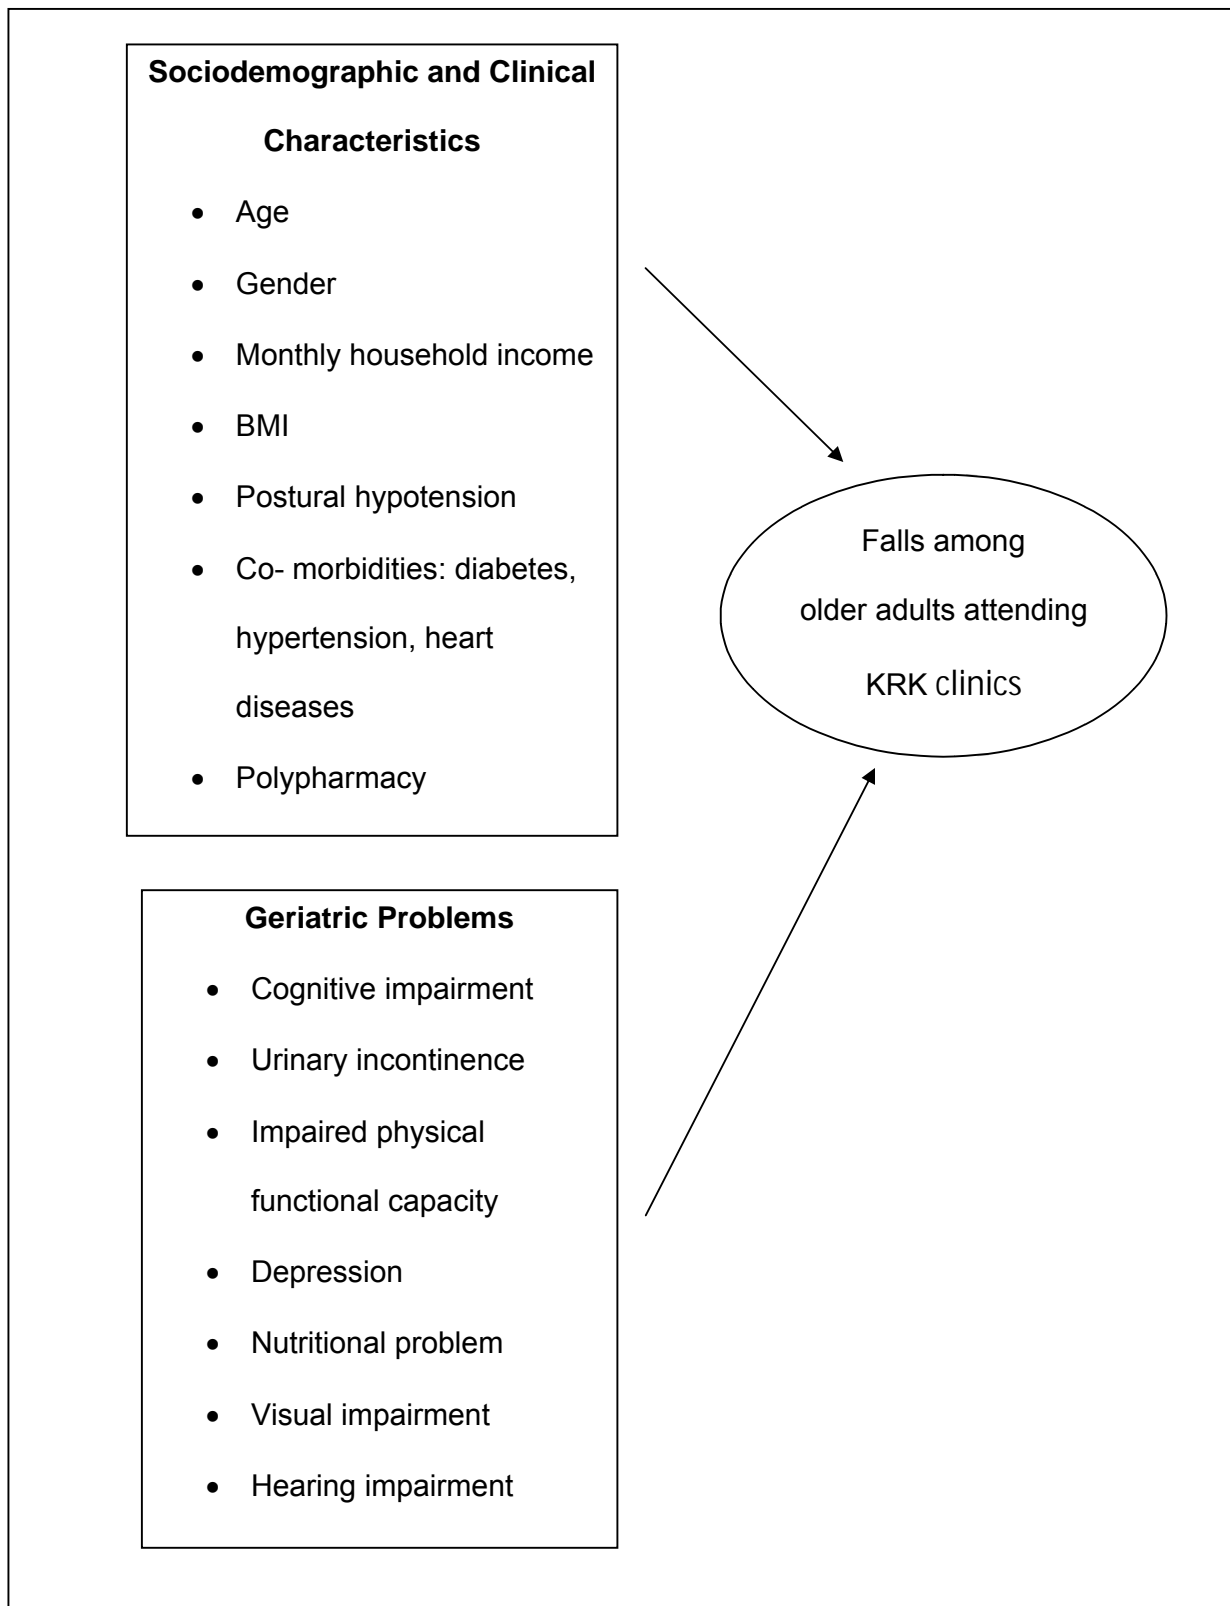 Sociodemographic and Clinical
Characteristics
• Age
• Gender
• Monthly household income
• BMI
• Postural hypotension
• Co- morbidities: diabetes,
hypertension, heart
diseases
• Polypharmacy
Falls among
older adults attending
KRK clinics
Geriatric Problems
• Cognitive impairment
• Urinary incontinence
• Impaired physical
functional capacity
• Depression
• Nutritional problem
• Visual impairment
• Hearing impairment